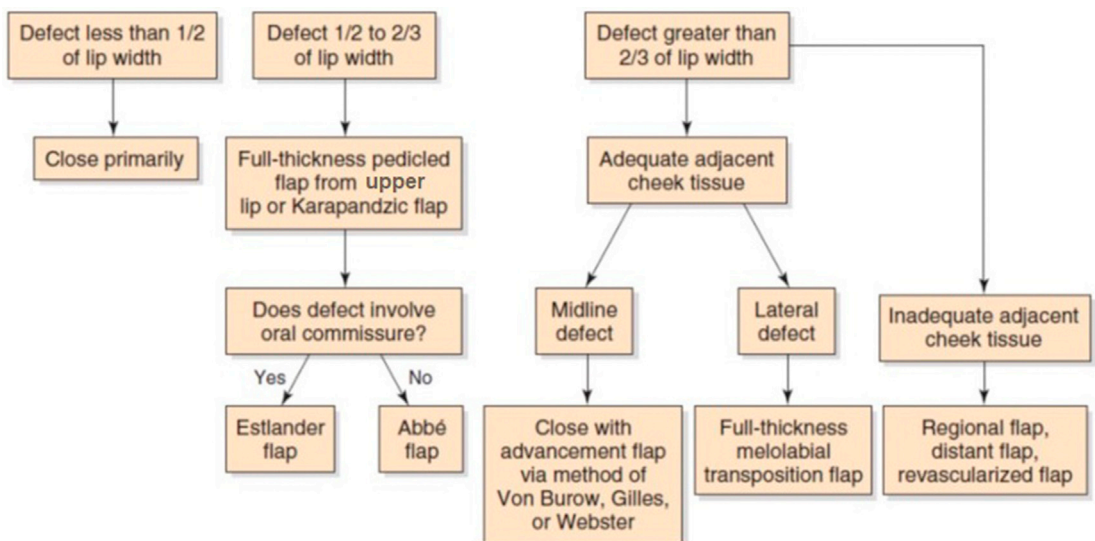 Defect less than 1/2
of lip width
Defect 1/2 to 2/3
of lip width
Defect greater than
2/3 of lip width
Close primarily
Full-thickness pedicled
flap from upper
lip or Karapandzic flap
Adequate adjacent
cheek tissue
Does defect involve
oral commissure?
Midline
defect
Lateral
defect
Inadequate adjacent
cheek tissue
Yes
No
Estlander
flap
Abbé
flap
Close with
advancement flap
via method of
Von Burow, Gilles,
or Webster
Full-thickness
melolabial
transposition flap
Regional flap,
distant flap,
revascularized flap